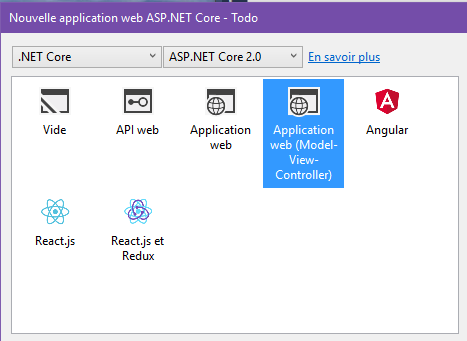 Nouvelle application web ASP.NET Core - Todo
.NET Core ASP.NET Core 2.0 En savoir plus
Vide API web Application web Application web (Model-View-Controller) Angular
React.js React.js et Redux